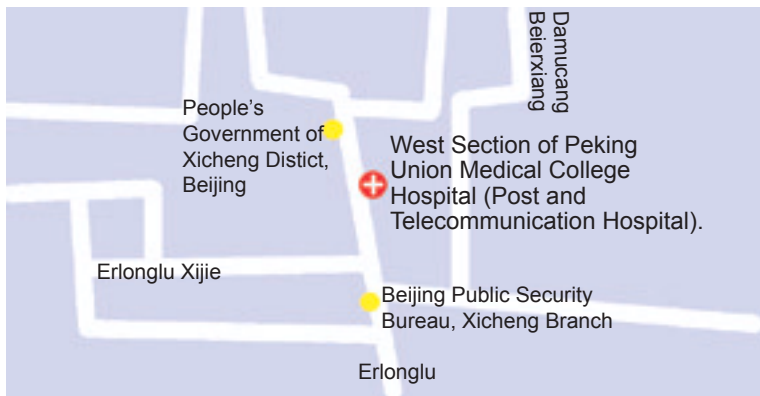 Damucang
Beierxiang
People's
Government of
Xicheng Distict,
Beijing
West Section of Peking
Union Medical College
Hospital (Post and
Telecommunication Hospital).
Erlonglu Xijie
Beijing Public Security
Bureau, Xicheng Branch
Erlonglu